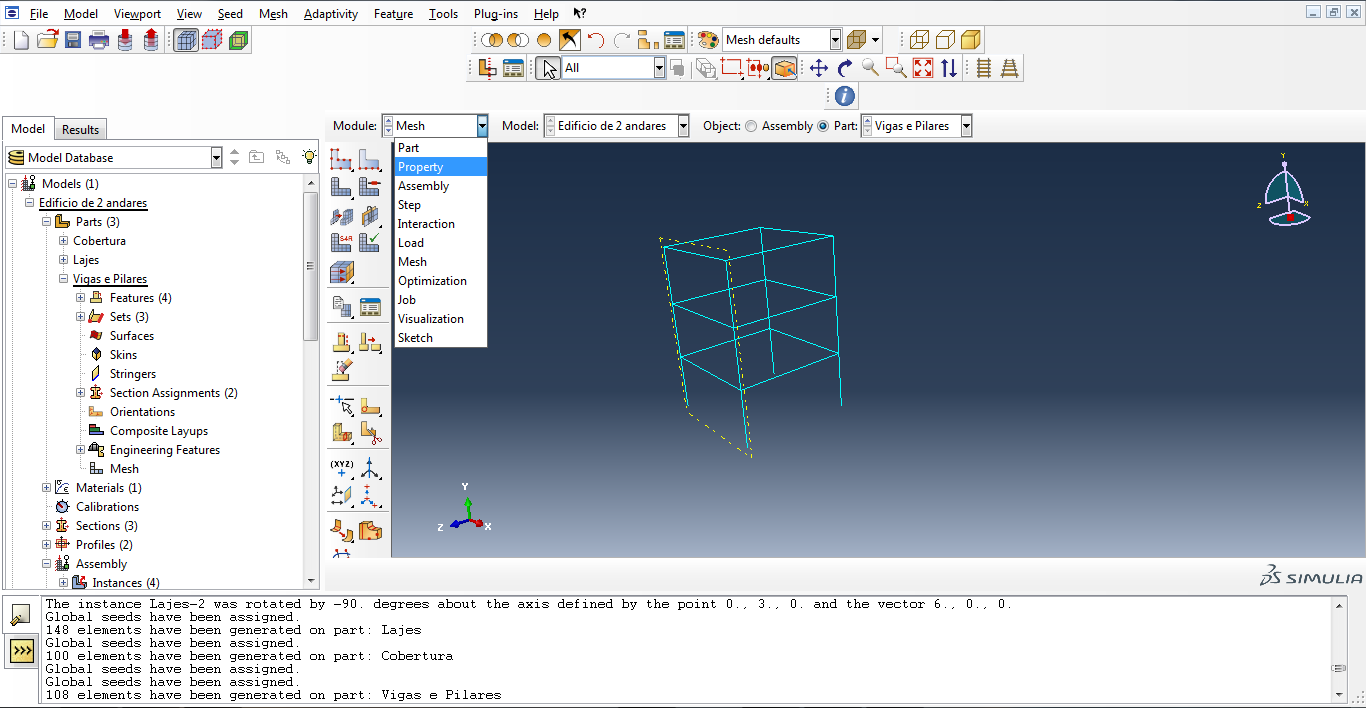 File Model Viewport View Seed Mesh Adaptivity Feature Tools Plug-ins Help ?
Mesh defaults
All
i
Model Results
Module: Mesh Model: Edificio de 2 andares Object: Assembly Part: Vigas e Pilares
Model Database
Models (1)
Edificio de 2 andares
Parts (3)
Cobertura
Lajes
Vigas e Pilares
Features (4)
Sets (3)
Surfaces
Skins
Stringers
Section Assignments (2)
Orientations
Composite Layups
Engineering Features
Mesh
Materials (1)
Calibrations
Sections (3)
Profiles (2)
Assembly
Instances (4)
Part
Property
Assembly
Step
Interaction
Load
Mesh
Optimization
Job
Visualization
Sketch
S4R
(XYZ)
Y
Z
X
Y
Z
X
SIMULIA
The instance Lajes-2 was rotated by -90. degrees about the axis defined by the point 0., 3., 0. and the vector 6., 0., 0.
Global seeds have been assigned.
148 elements have been generated on part: Lajes
Global seeds have been assigned.
100 elements have been generated on part: Cobertura
Global seeds have been assigned.
Global seeds have been assigned.
108 elements have been generated on part: Vigas e Pilares
>>>